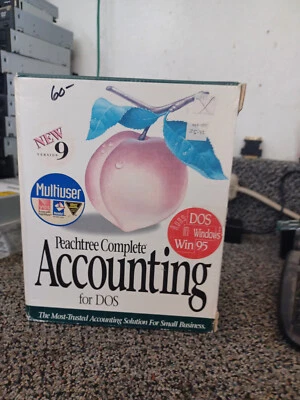 60-
NEW
VERSION 9
Multiuser
DOS
Windows
Win 95
Peachtree Complete
Accounting
for DOS
The Most-Trusted Accounting Solution For Small Business.